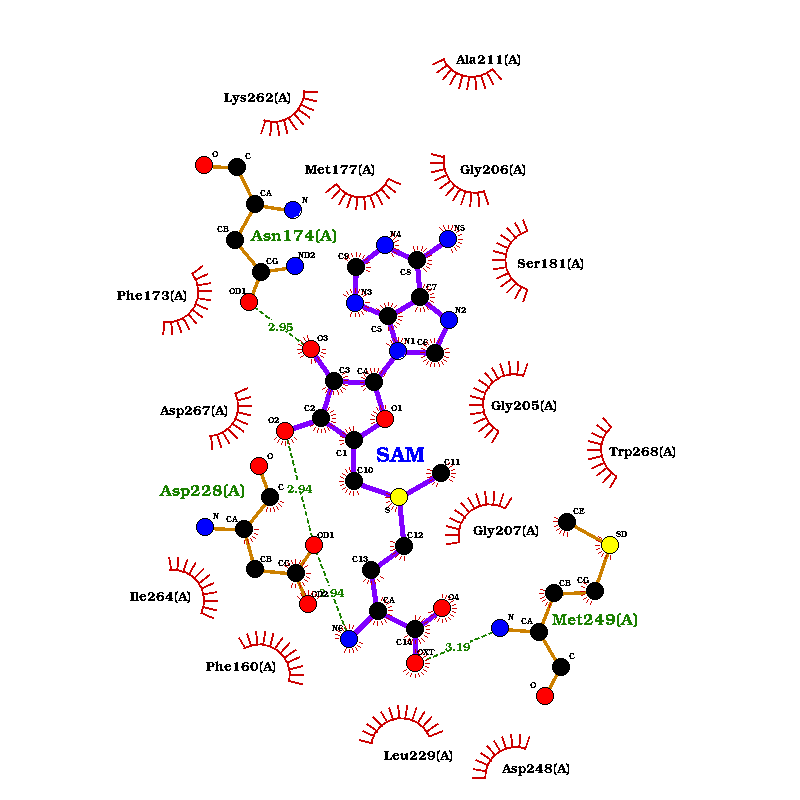 Ala211(A)
Lys262(A)
O C
Met177(A) Gly206(A)
CA N
CB Asn174(A) N4 N5
CG ND2 C9 C8 Ser181(A)
Phe173(A) OD1 N3 C7
C5 N2
2.95 O3 N1 C6
C3 C4
Asp267(A) O2 C2 O1 Gly205(A)
C1 SAM Trp268(A)
O C10 C11
Asp228(A) C 2.94 S
N CA OD1 C12 Gly207(A) CE SD
CB CG C13
Ile264(A) OD2 2.94 CA O4 CB CG
N6 C14 N CA Met249(A)
Phe160(A) OXT 3.19 C
O
Leu229(A)
Asp248(A)